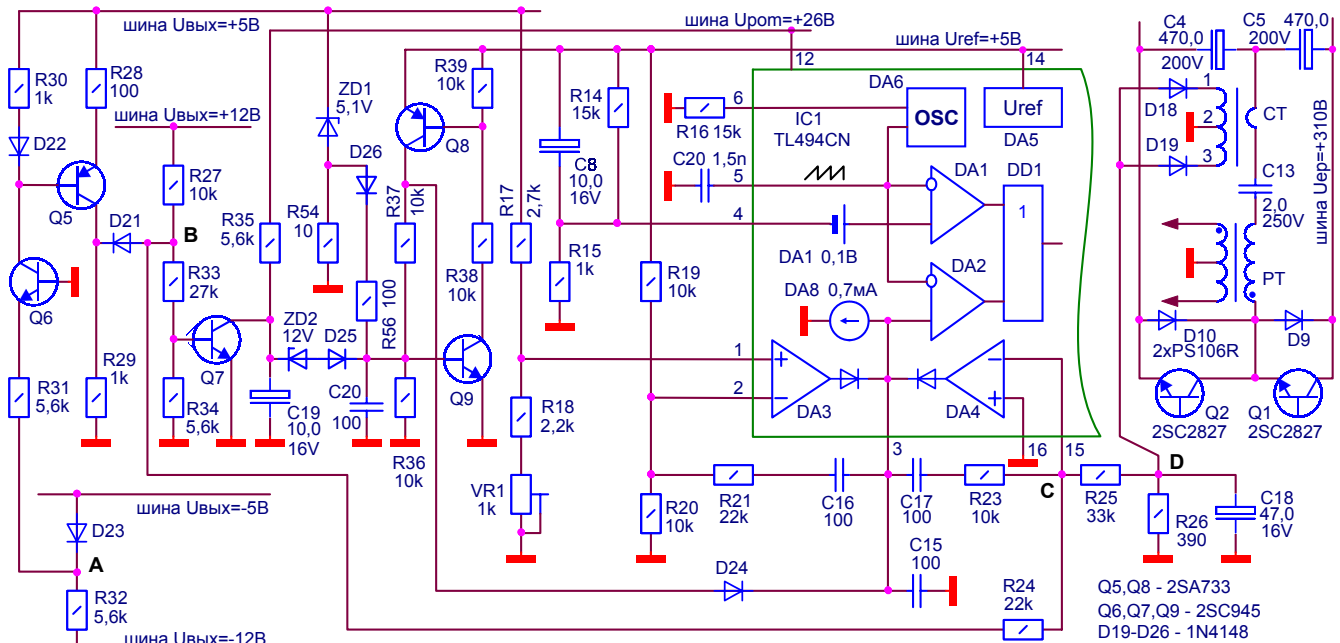 шина Uвых=+5В
шина Uрот=+26В
шина Uref=+5В
C4
470,0
200V
C5
470,0
200V
R30
1k
R28
100
D22
шина Uвых=+12В
ZD1
5,1V
R39
10k
Q8
D26
R14
15k
C8
10,0
16V
12
14
6
R16 15k
DA6
OSC
IC1
TL494CN
Uref
DA5
D18
1
2
3
D19
CT
C13
2,0
250V
шина Uep=+310В
C20 1,5n
5
DA1
DD1
1
Q5
R27
10k
D21
B
R35
5,6k
R54
10
R37
10k
R17
2,7k
4
R15
1k
DA1 0,1В
R19
10k
DA2
DA8 0,7мА
PT
Q6
R33
27k
R38
10k
R56 100
ZD2
12V
D25
Q7
Q9
1
2
DA3
DA4
D10
2xPS106R
D9
R29
1k
R31
5,6k
R34
5,6k
C19
10,0
16V
C20
100
R36
10k
R18
2,2k
VR1
1k
Q2
2SC2827
Q1
2SC2827
3
16
15
D
C
R20
10k
R21
22k
C16
100
C17
100
R23
10k
R25
33k
R26
390
C18
47,0
16V
шина Uвых=-5В
D23
A
R32
5,6k
C15
100
D24
R24
22k
Q5,Q8 - 2SA733
Q6,Q7,Q9 - 2SC945
D19-D26 - 1N4148
шина Uвых=-12В